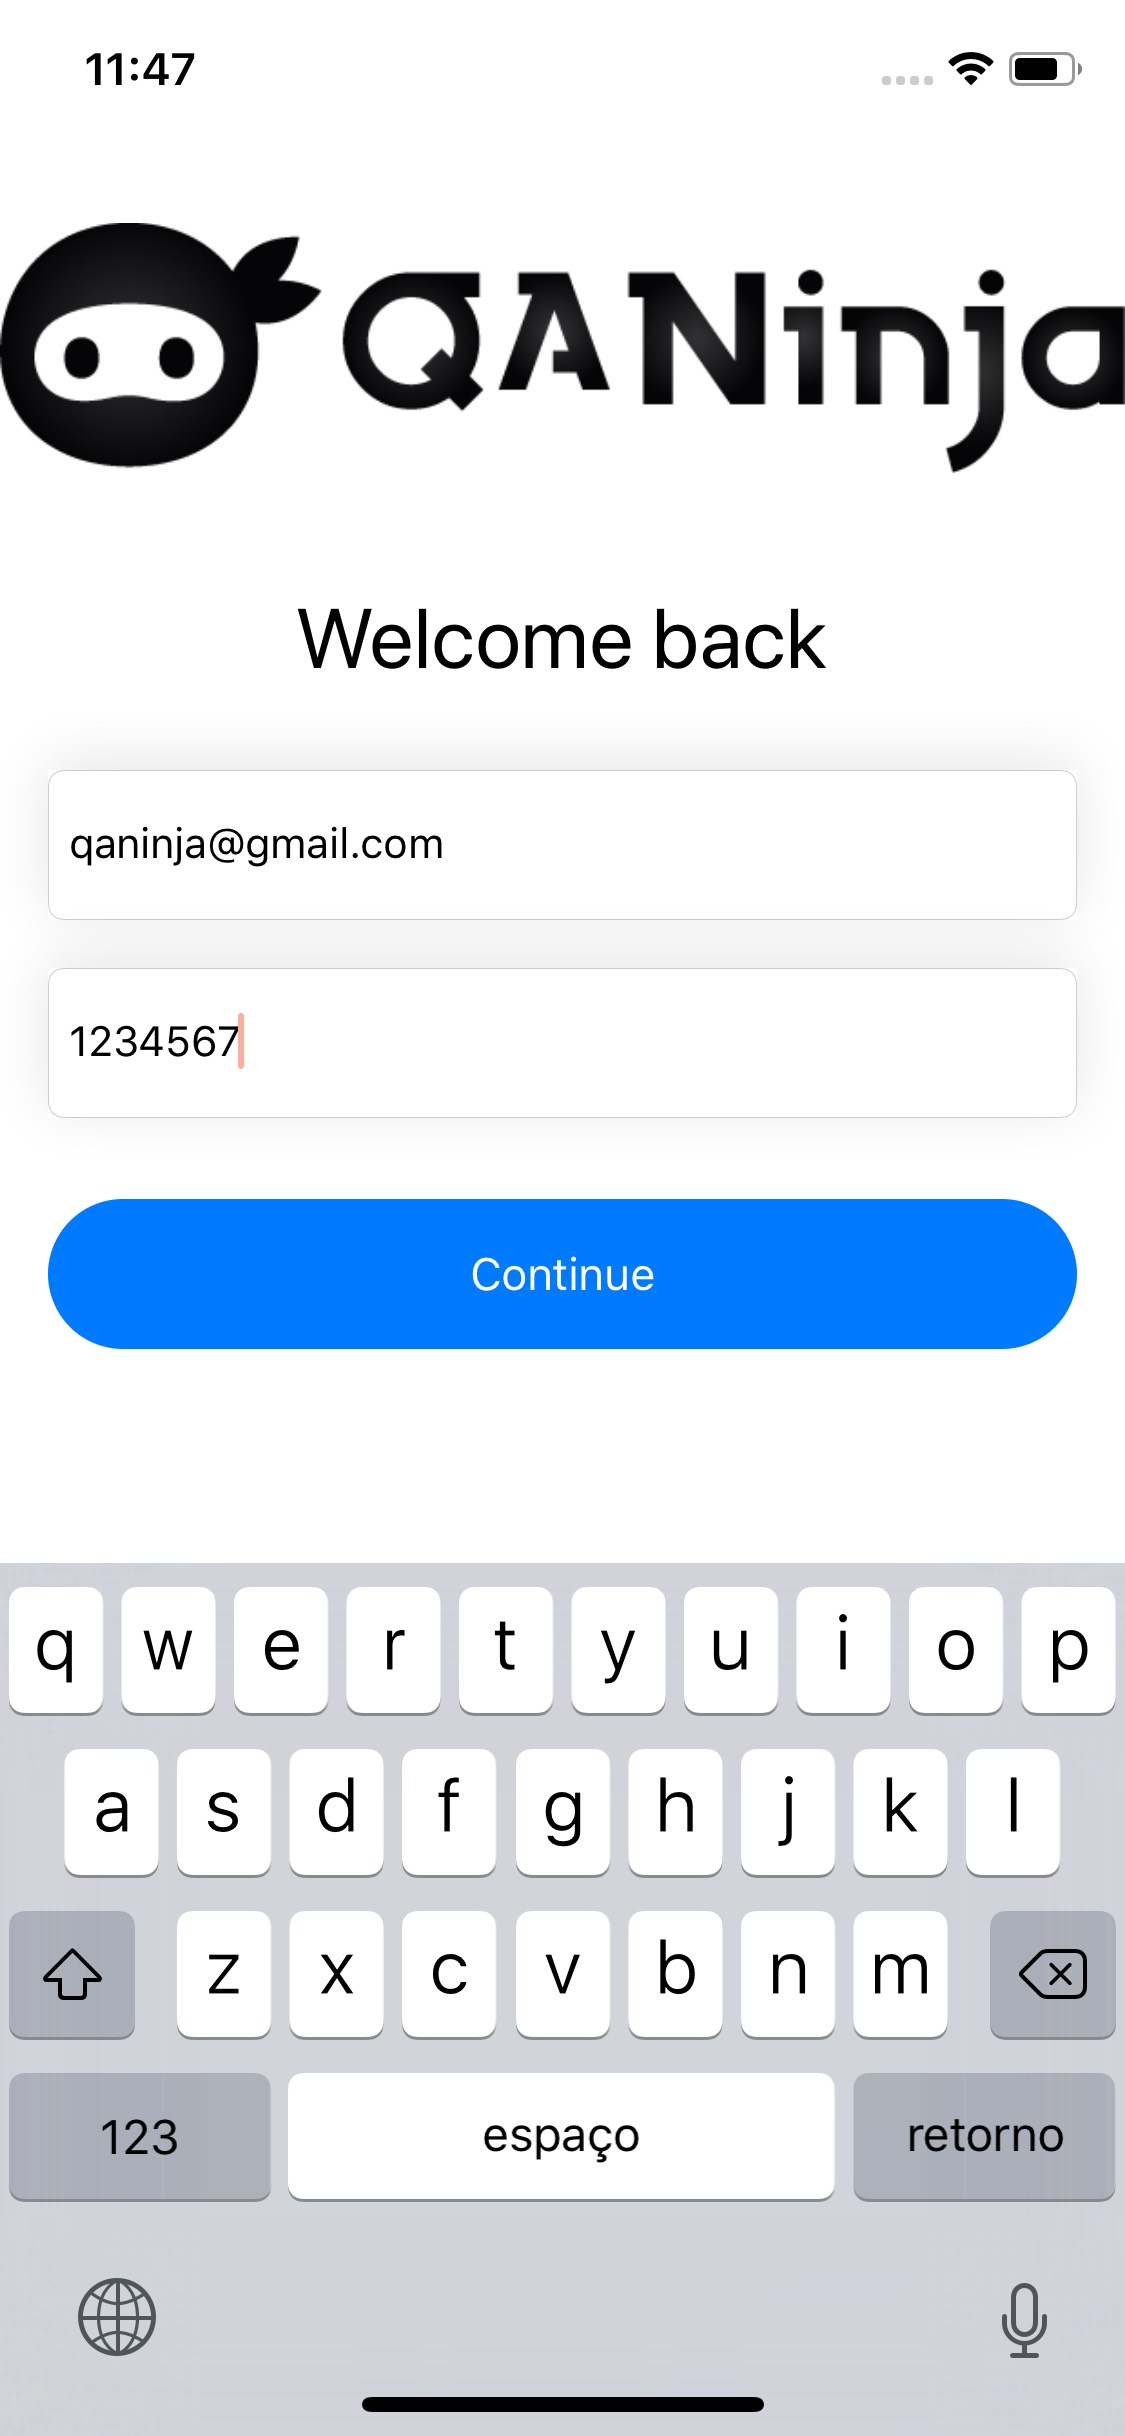 11:47
QANinja
Welcome back
qaninja@gmail.com
1234567
Continue
q w e r t y u i o p
a s d f g h j k l
z x c v b n m
123 espaço retorno